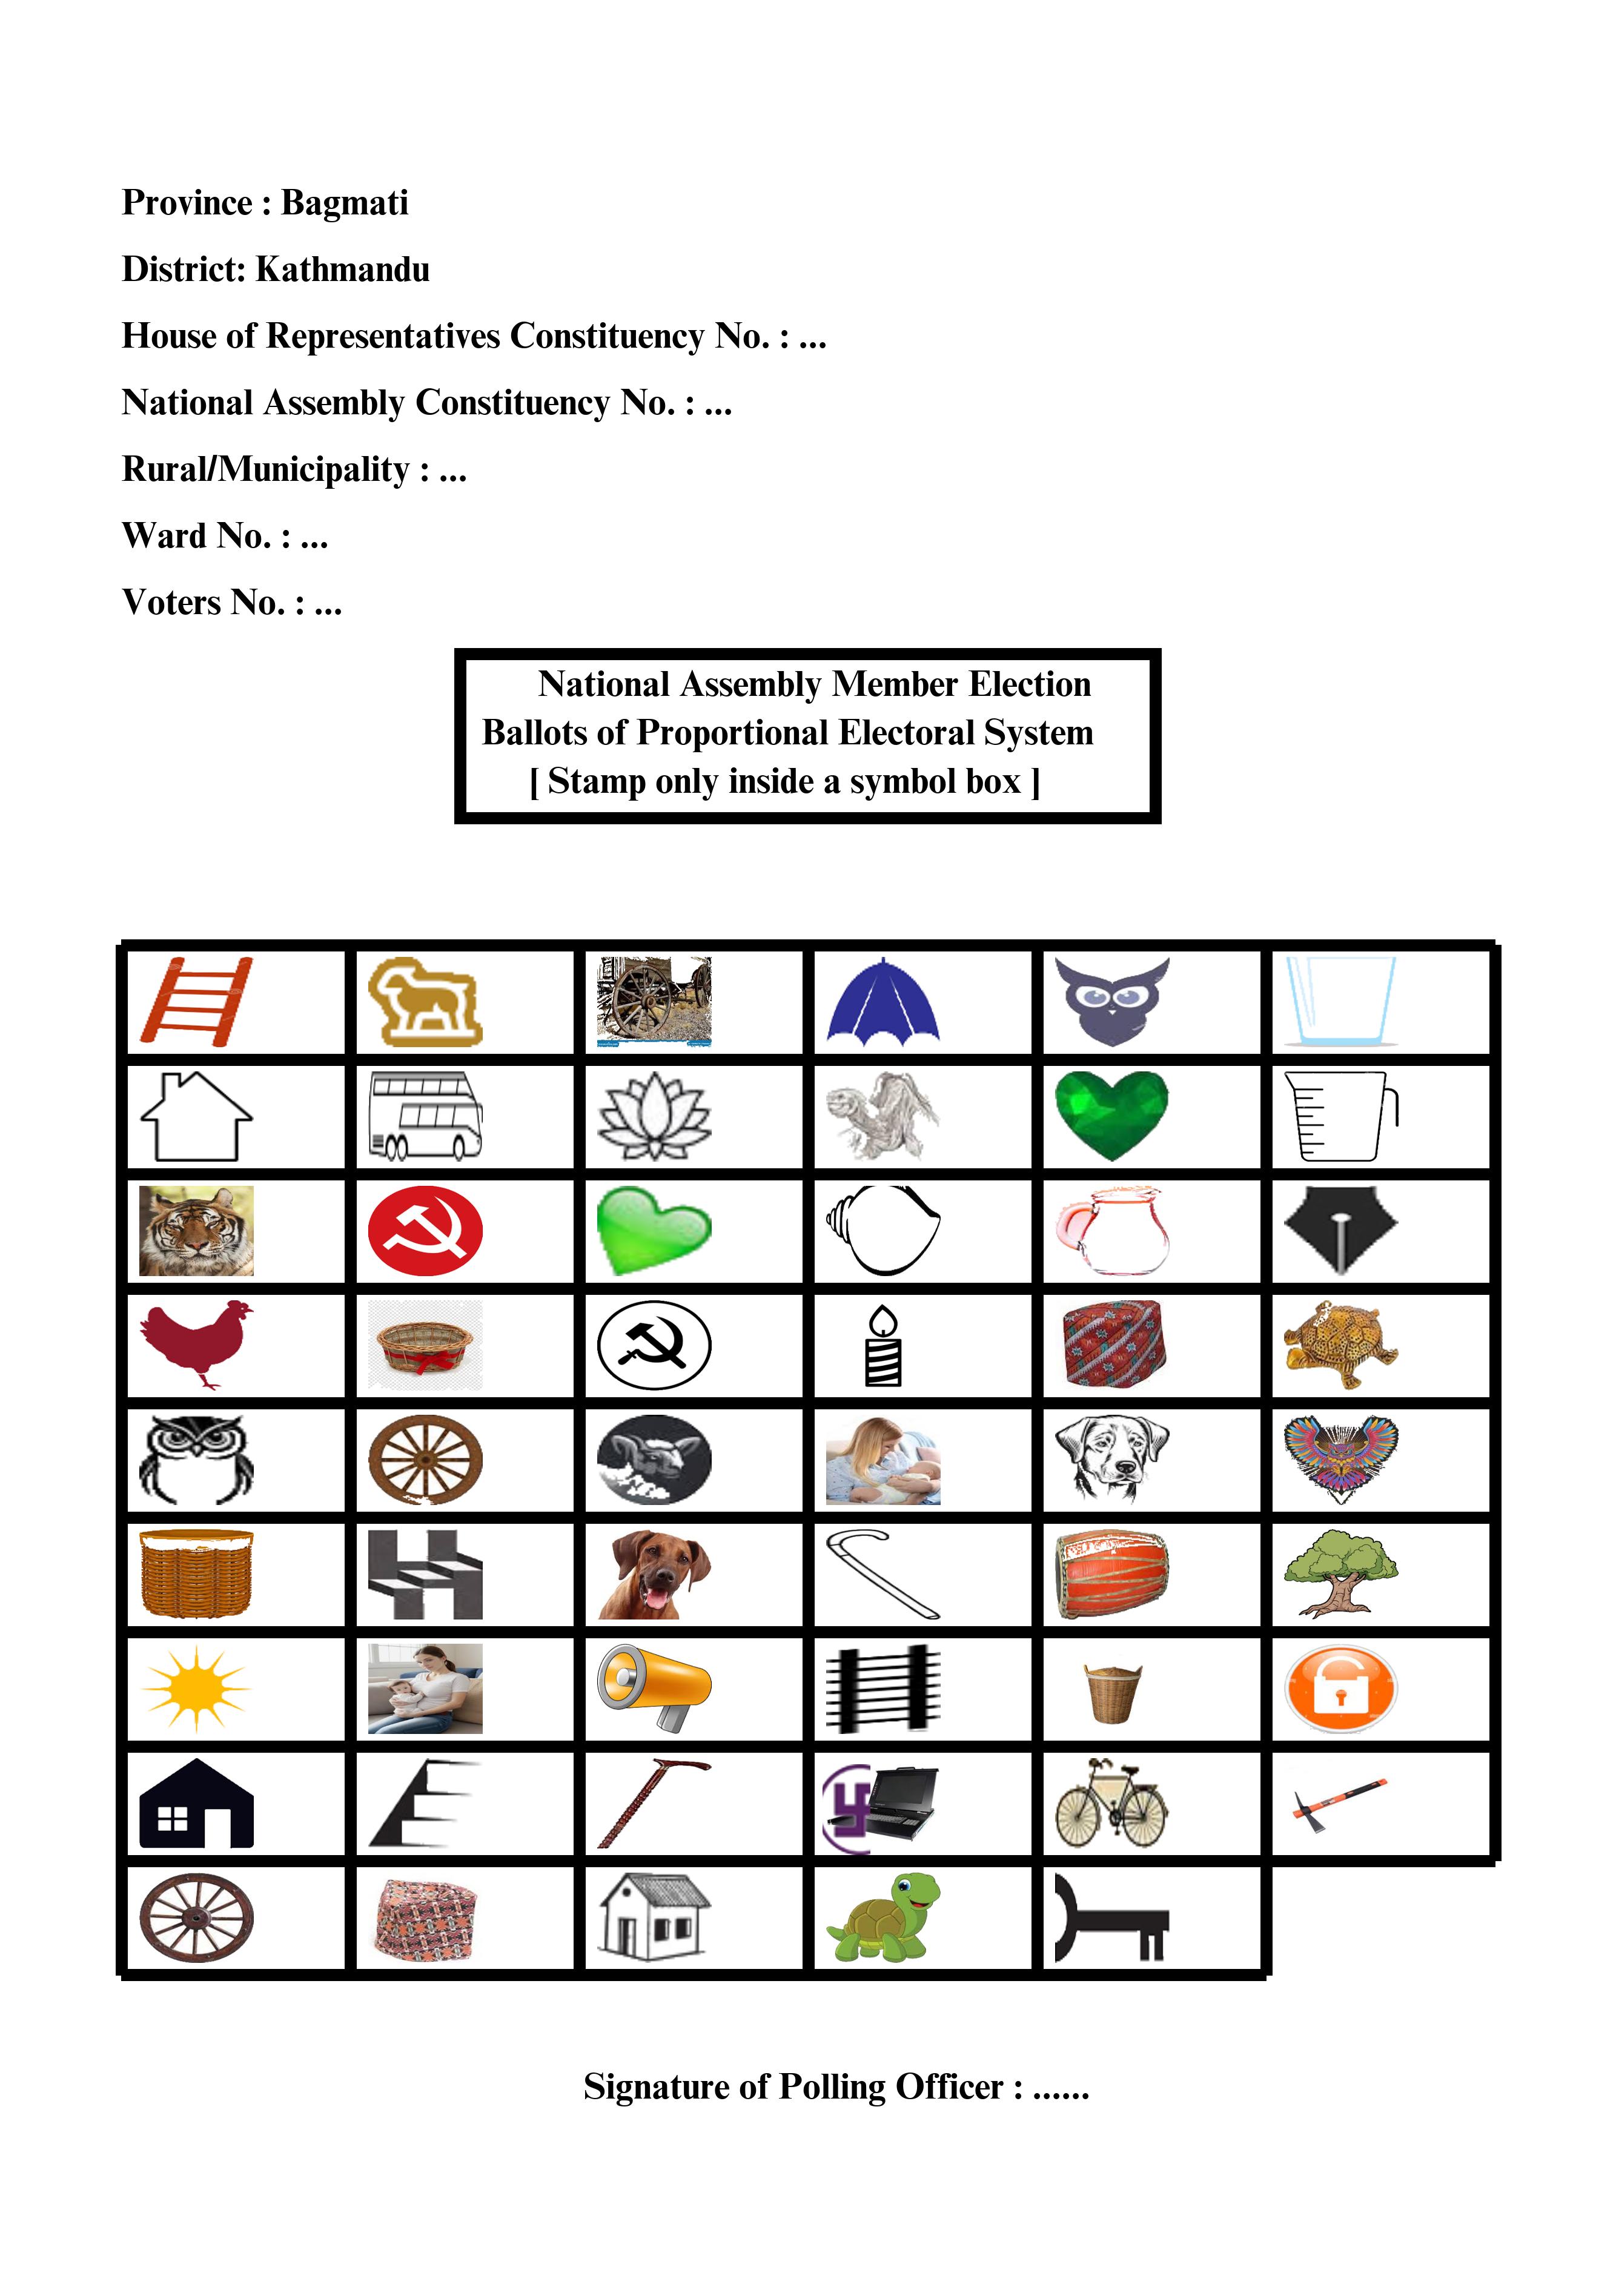 Province : Bagmati
District: Kathmandu
House of Representatives Constituency No. : ...
National Assembly Constituency No. : ...
Rural/Municipality : ...
Ward No. : ...
Voters No. : ...
National Assembly Member Election
Ballots of Proportional Electoral System
[ Stamp only inside a symbol box ]
Signature of Polling Officer : ......